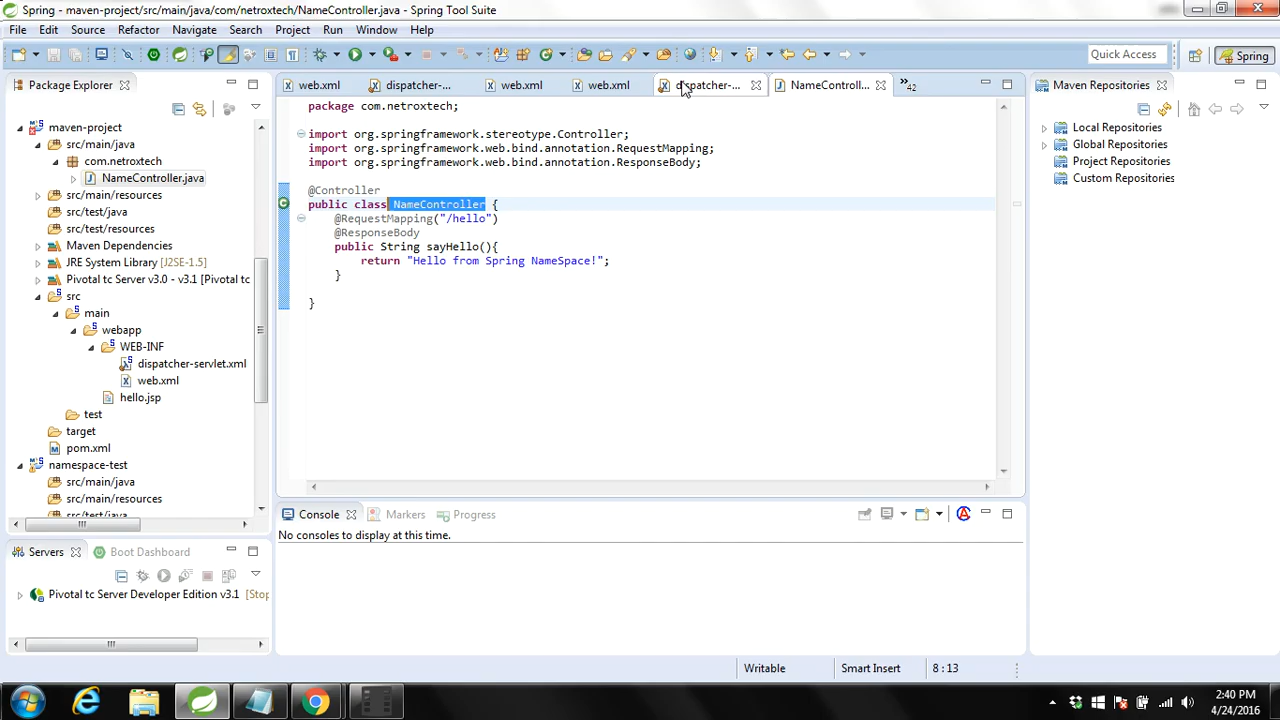 Spring - maven-project/src/main/java/com/netroxtech/NameController.java - Spring Tool Suite
File Edit Source Refactor Navigate Search Project Run Window Help
Quick Access
Spring
Package Explorer
web.xml
dispatcher-...
web.xml
web.xml
dispatcher-...
NameControll...
42
Maven Repositories
maven-project
src/main/java
com.netroxtech
NameController.java
src/main/resources
src/test/java
src/test/resources
Maven Dependencies
JRE System Library [J2SE-1.5]
Pivotal tc Server v3.0 - v3.1 [Pivotal tc
src
main
webapp
WEB-INF
dispatcher-servlet.xml
web.xml
hello.jsp
test
target
pom.xml
namespace-test
src/main/java
src/main/resources
src/test/java
package com.netroxtech;
import org.springframework.stereotype.Controller;
import org.springframework.web.bind.annotation.RequestMapping;
import org.springframework.web.bind.annotation.ResponseBody;
@Controller
public class NameController {
@RequestMapping("/hello")
@ResponseBody
public String sayHello(){
return "Hello from Spring NameSpace!";
}
}
Local Repositories
Global Repositories
Project Repositories
Custom Repositories
Servers
Boot Dashboard
Pivotal tc Server Developer Edition v3.1 [Stop
Console
Markers
Progress
No consoles to display at this time.
Writable
Smart Insert
8 : 13
2:40 PM
4/24/2016